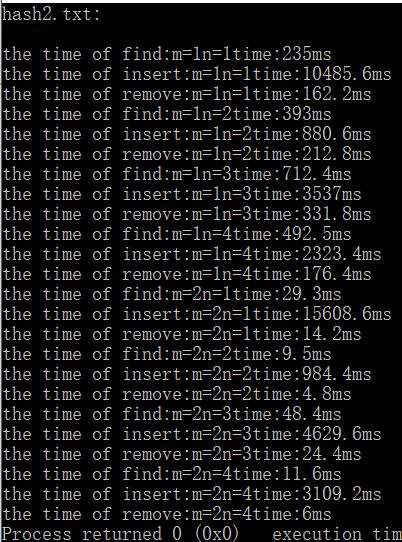 hash2.txt:
the time of find:m=1n=1time:235ms
the time of insert:m=1n=1time:10485.6ms
the time of remove:m=1n=1time:162.2ms
the time of find:m=1n=2time:393ms
the time of insert:m=1n=2time:880.6ms
the time of remove:m=1n=2time:212.8ms
the time of find:m=1n=3time:712.4ms
the time of insert:m=1n=3time:3537ms
the time of remove:m=1n=3time:331.8ms
the time of find:m=1n=4time:492.5ms
the time of insert:m=1n=4time:2323.4ms
the time of remove:m=1n=4time:176.4ms
the time of find:m=2n=1time:29.3ms
the time of insert:m=2n=1time:15608.6ms
the time of remove:m=2n=1time:14.2ms
the time of find:m=2n=2time:9.5ms
the time of insert:m=2n=2time:984.4ms
the time of remove:m=2n=2time:4.8ms
the time of find:m=2n=3time:48.4ms
the time of insert:m=2n=3time:4629.6ms
the time of remove:m=2n=3time:24.4ms
the time of find:m=2n=4time:11.6ms
the time of insert:m=2n=4time:3109.2ms
the time of remove:m=2n=4time:6ms
Process returned 0 (0x0)   execution tim